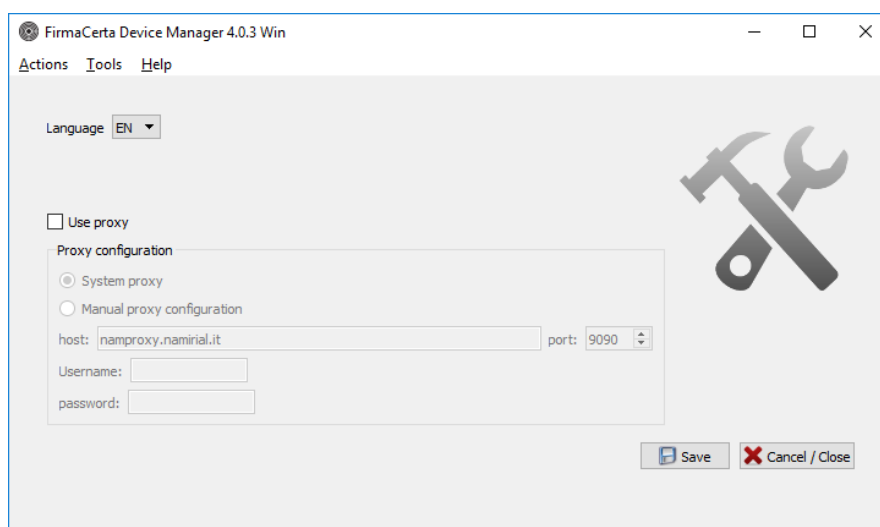 FirmaCerta Device Manager 4.0.3 Win
Actions Tools Help
Language EN
Use proxy
Proxy configuration
System proxy
Manual proxy configuration
host: namproxy.namirial.it port: 9090
Username:
password:
Save Cancel / Close